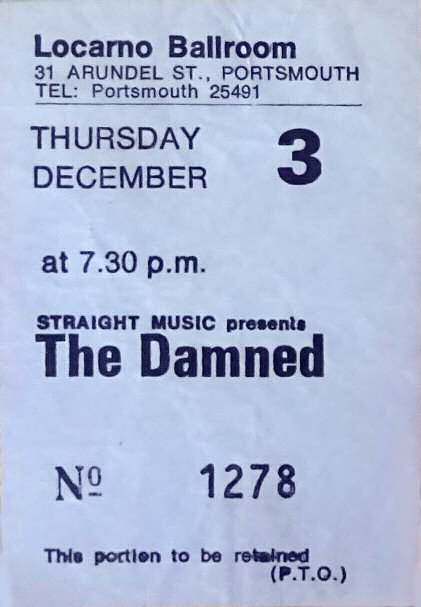 Locarno Ballroom
31 ARUNDEL ST., PORTSMOUTH
TEL: Portsmouth 25491
THURSDAY
DECEMBER 3
at 7.30 p.m.
STRAIGHT MUSIC presents
The Damned
Nº 1278
This portion to be retained
(P.T.O.)